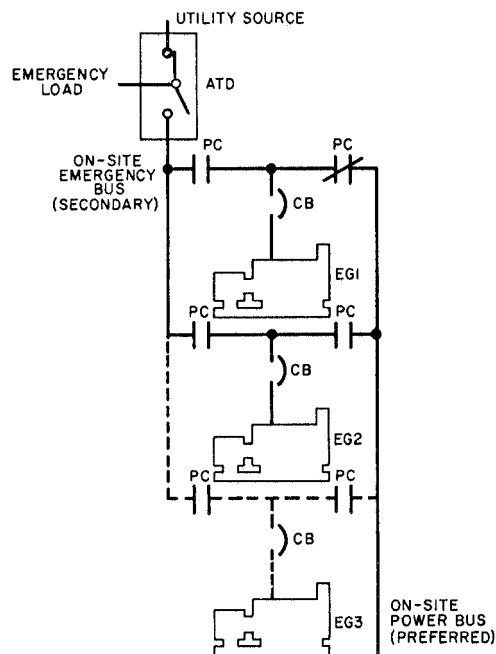 UTILITY SOURCE
EMERGENCY
LOAD
ATD
ON-SITE
EMERGENCY
BUS
(SECONDARY)
PC
PC
CB
EG1
PC
PC
CB
EG2
PC
PC
CB
EG3
ON-SITE
POWER BUS
(PREFERRED)